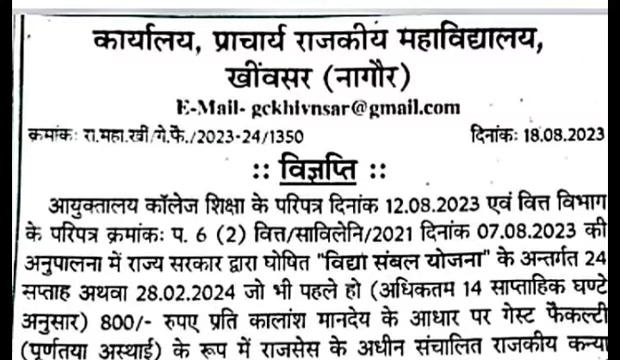 कार्यालय, प्राचार्य राजकीय महाविद्यालय,
खींवसर (नागौर)
E-Mail- gckhivnsar@gmail.com
क्रमांकः रा.महा.खीं/गे.फै./2023-24/1350 दिनांकः 18.08.2023
:: विज्ञप्ति ::
आयुक्तालय कॉलेज शिक्षा के परिपत्र दिनांक 12.08.2023 एवं वित्त विभाग
के परिपत्र क्रमांकः प. 6 (2) वित्त/साविलेनि/2021 दिनांक 07.08.2023 की
अनुपालना में राज्य सरकार द्वारा घोषित "विद्या संबल योजना" के अन्तर्गत 24
सप्ताह अथवा 28.02.2024 जो भी पहले हो (अधिकतम 14 साप्ताहिक घण्टे
अनुसार) 800/- रुपए प्रति कालांश मानदेय के आधार पर गेस्ट फैकल्टी
(पूर्णतया अस्थाई) के रूप में राजसेस के अधीन संचालित राजकीय कन्या